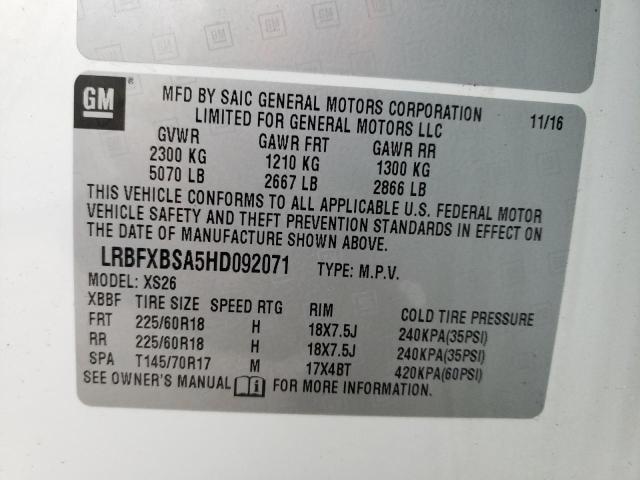 GM
MFD BY SAIC GENERAL MOTORS CORPORATION
LIMITED FOR GENERAL MOTORS LLC 11/16
GVWR GAWR FRT GAWR RR
2300 KG 1210 KG 1300 KG
5070 LB 2667 LB 2866 LB
THIS VEHICLE CONFORMS TO ALL APPLICABLE U.S. FEDERAL MOTOR
VEHICLE SAFETY AND THEFT PREVENTION STANDARDS IN EFFECT ON
THE DATE OF MANUFACTURE SHOWN ABOVE.
LRBFXBSA5HD092071 TYPE: M.P.V.
MODEL: XS26
XBBF TIRE SIZE SPEED RTG RIM COLD TIRE PRESSURE
FRT 225/60R18 H 18X7.5J 240KPA(35PSI)
RR 225/60R18 H 18X7.5J 240KPA(35PSI)
SPA T145/70R17 M 17X4BT 420KPA(60PSI)
SEE OWNER'S MANUAL FOR MORE INFORMATION.